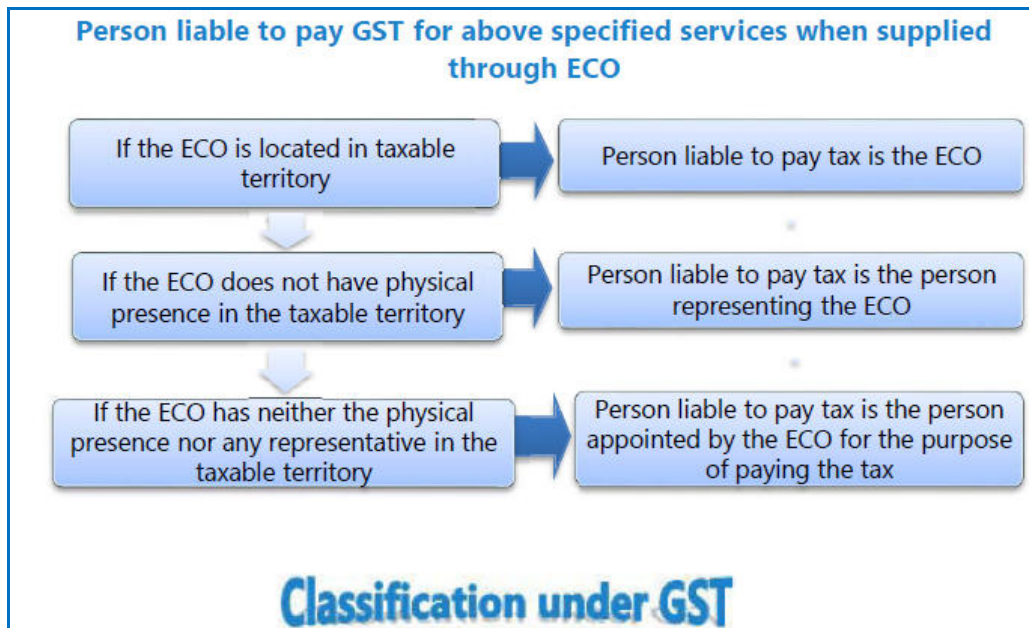 Person liable to pay GST for above specified services when supplied
through ECO
If the ECO is located in taxable
territory
Person liable to pay tax is the ECO
If the ECO does not have physical
presence in the taxable territory
Person liable to pay tax is the person
representing the ECO
If the ECO has neither the physical
presence nor any representative in the
taxable territory
Person liable to pay tax is the person
appointed by the ECO for the purpose
of paying the tax
Classification under GST